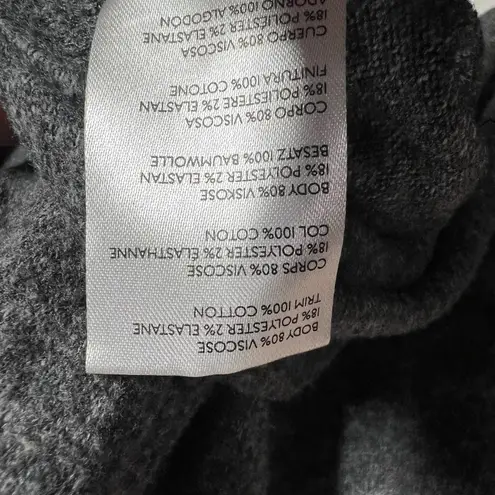 BODY 80% VISCOSE
18% POLYESTER 2% ELASTANE
TRIM 100% COTTON
CORPS 80% VISCOSE
18% POLYESTER 2% ELASTHANNE
COL 100% COTON
BODY 80% VISKOSE
18% POLYESTER 2% ELASTAN
BESATZ 100% BAUMWOLLE
CORPO 80% VISCOSA
18% POLIESTERE 2% ELASTAN
FINITURA 100% COTONE
CUERPO 80% VISCOSA
18% POLIESTER 2% ELASTANE
ADORNO 100% ALGODON